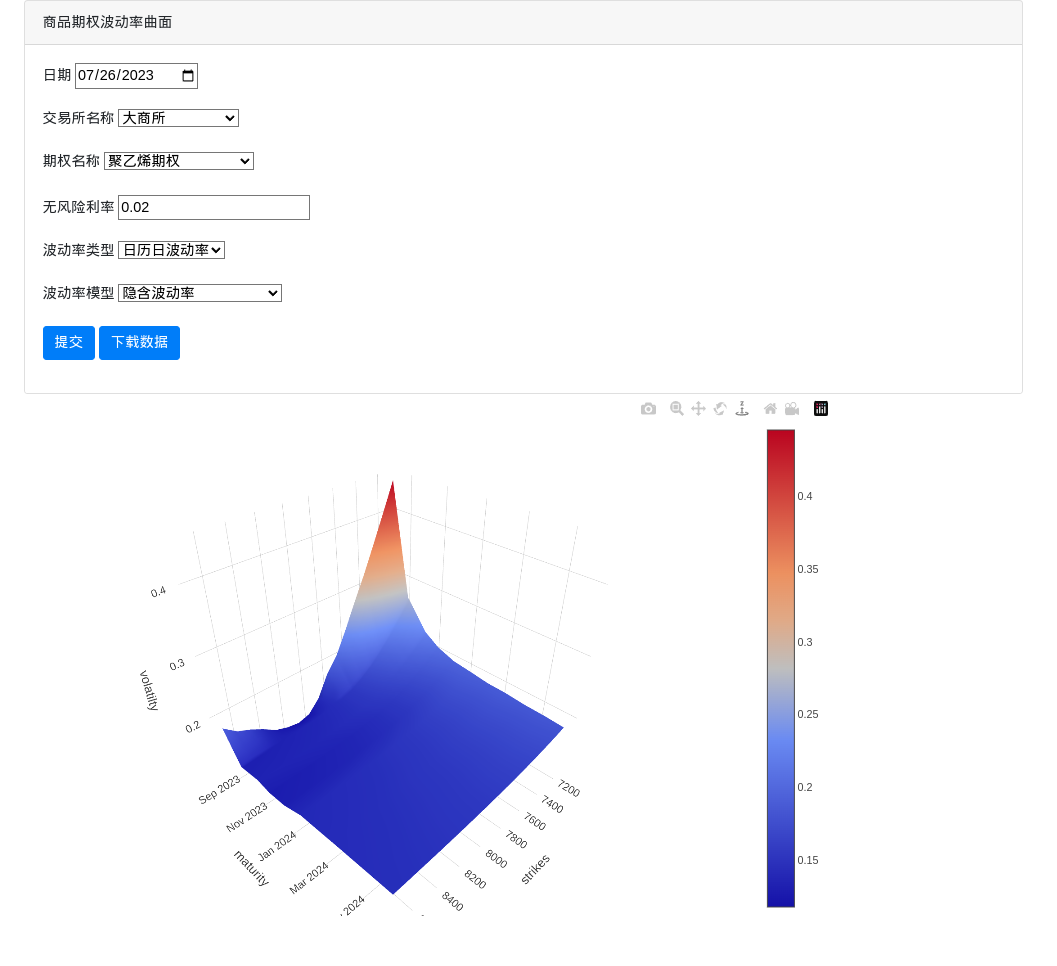 商品期权波动率曲面
日期 07/26/2023
交易所名称 大商所
期权名称 聚乙烯期权
无风险利率 0.02
波动率类型 日历日波动率
波动率模型 隐含波动率
提交 下载数据
z
0.4
0.3
0.2
volatilty
Sep 2023
Nov 2023
Jan 2024
Mar 2024
2024
maturity
7200
7400
7600
7800
8000
8200
8400
strikes
0.4
0.35
0.3
0.25
0.2
0.15